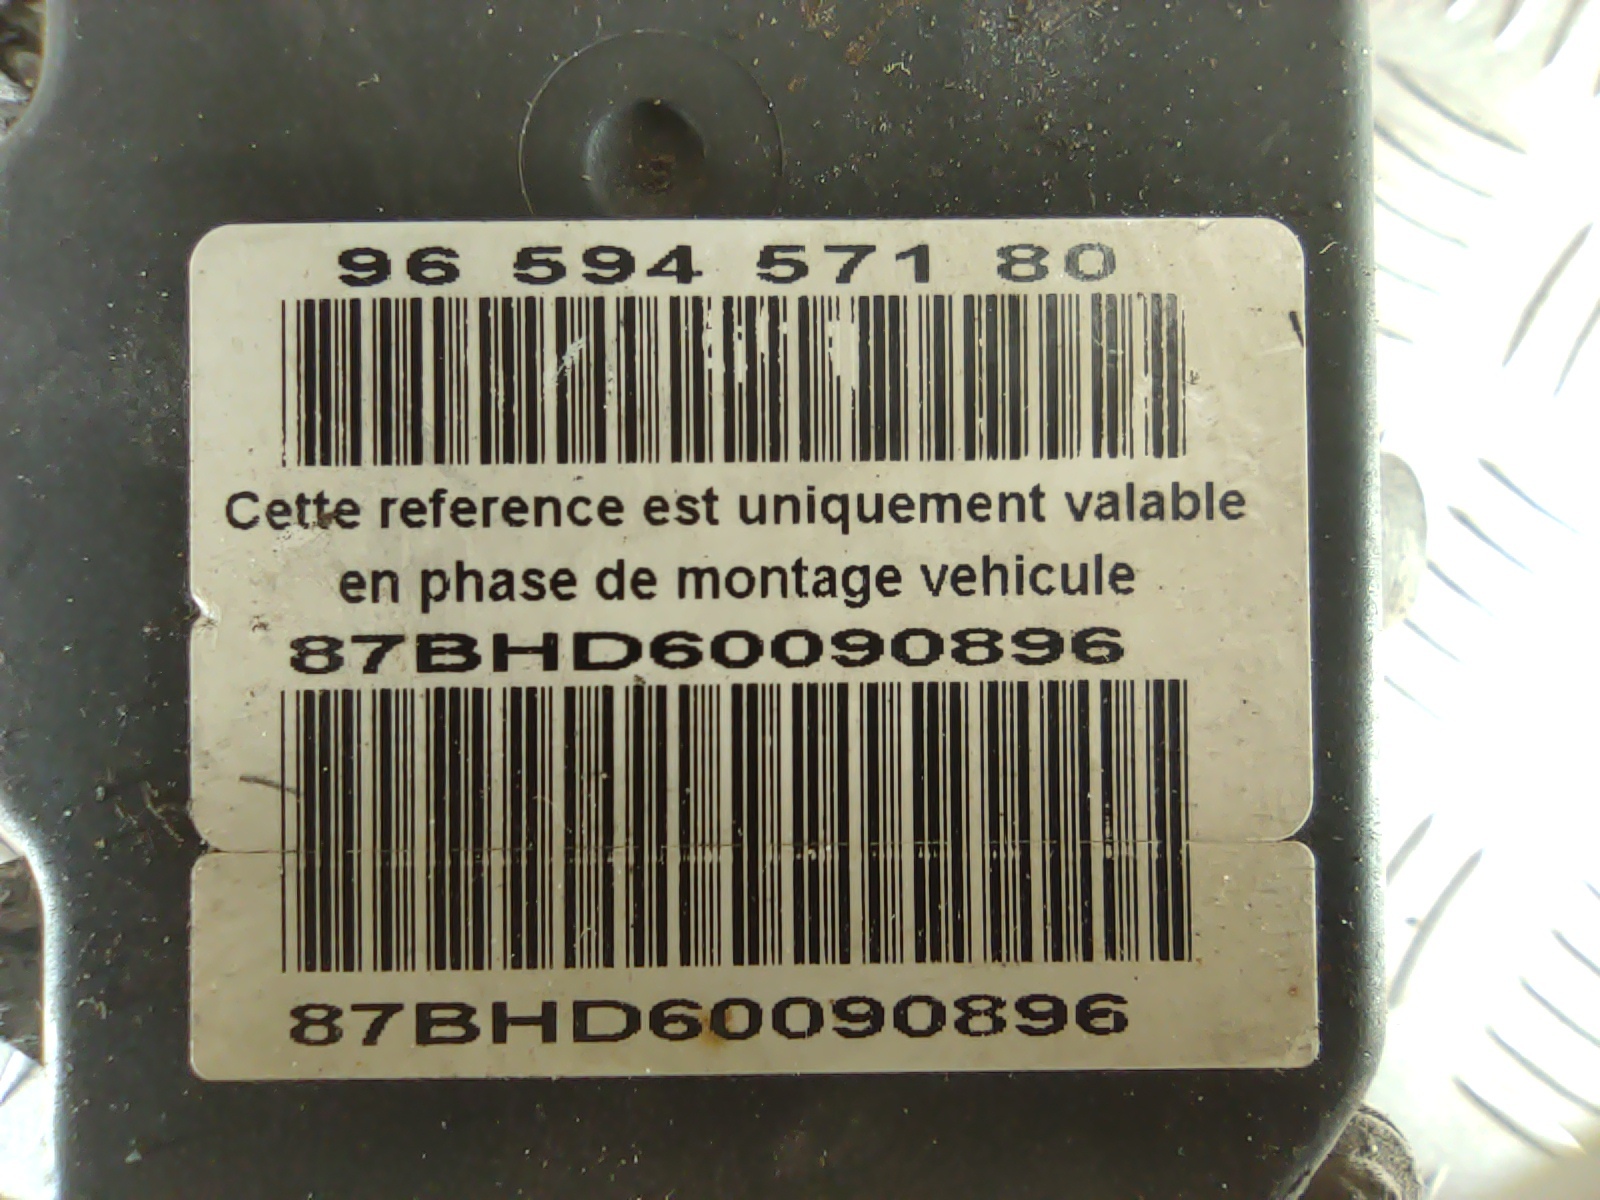 96 594 571 80
Cette reference est uniquement valable
en phase de montage vehicule
87BHD60090896
87BHD60090896